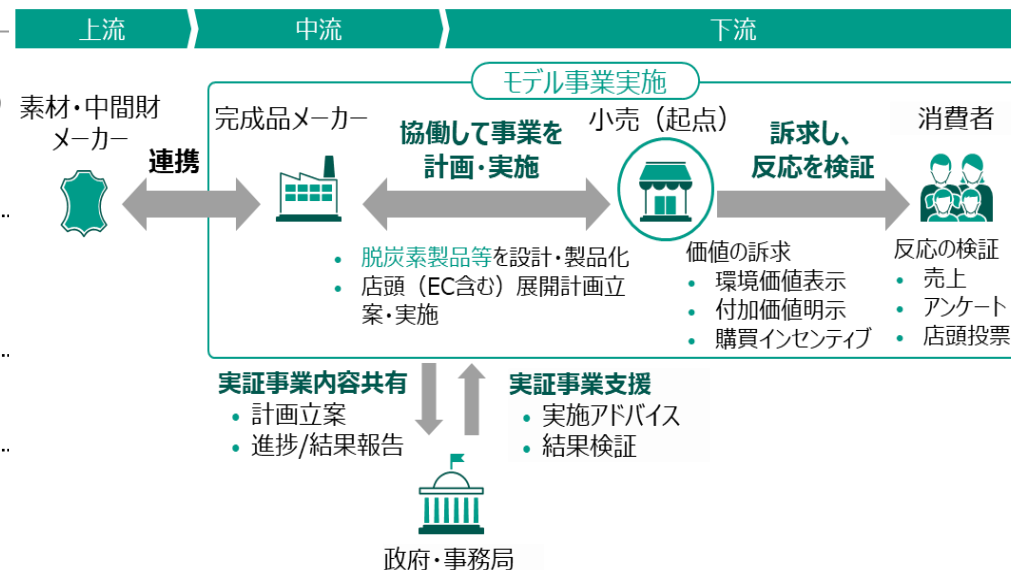 上流
中流
下流
モデル事業実施
素材・中間財
メーカー
連携
完成品メーカー
協働して事業を
計画・実施
小売（起点）
訴求し、
反応を検証
消費者
• 脱炭素製品等を設計・製品化
• 店頭（EC含む）展開計画立
案・実施
価値の訴求
• 環境価値表示
• 付加価値明示
• 購買インセンティブ
反応の検証
• 売上
• アンケート
• 店頭投票
実証事業内容共有
• 計画立案
• 進捗/結果報告
実証事業支援
• 実施アドバイス
• 結果検証
政府・事務局